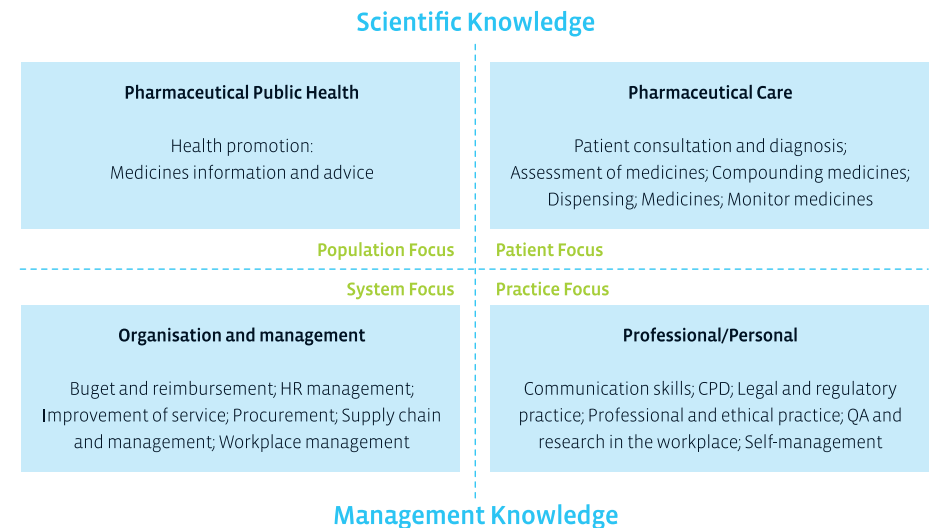 Scientific Knowledge
Pharmaceutical Public Health
Health promotion:
Medicines information and advice
Pharmaceutical Care
Patient consultation and diagnosis;
Assessment of medicines; Compounding medicines;
Dispensing; Medicines; Monitor medicines
Population Focus
Patient Focus
System Focus
Practice Focus
Organisation and management
Buget and reimbursement; HR management;
Improvement of service; Procurement; Supply chain
and management; Workplace management
Professional/Personal
Communication skills; CPD; Legal and regulatory
practice; Professional and ethical practice; QA and
research in the workplace; Self-management
Management Knowledge